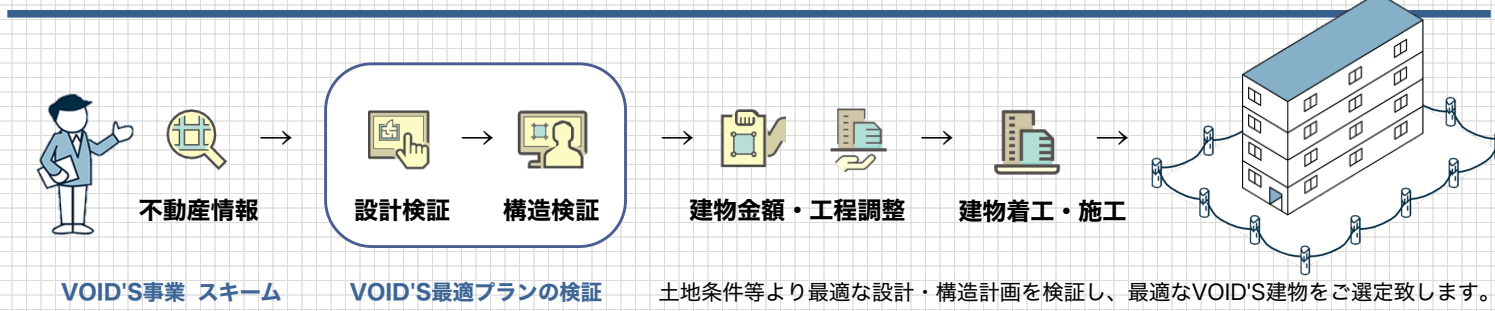 不動産情報
設計検証
構造検証
建物金額・工程調整
建物着工・施工
VOID'S事業 スキーム
VOID'S最適プランの検証
土地条件等より最適な設計・構造計画を検証し、最適なVOID'S建物をご選定致します。